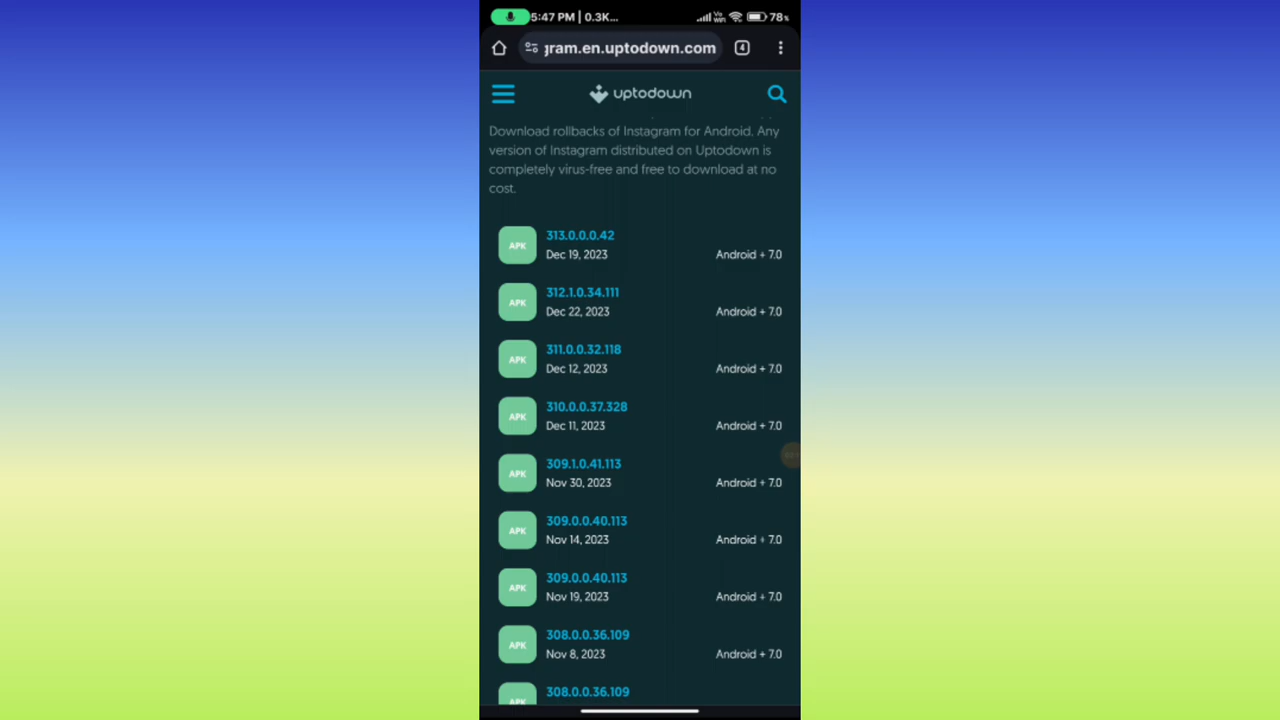 5:47 PM | 0.3K... Vo WiFi 78%
gram.en.uptodown.com 4
uptodown
Download rollbacks of Instagram for Android. Any
version of Instagram distributed on Uptodown is
completely virus-free and free to download at no
cost.
APK 313.0.0.0.42
Dec 19, 2023 Android + 7.0
APK 312.1.0.34.111
Dec 22, 2023 Android + 7.0
APK 311.0.0.32.118
Dec 12, 2023 Android + 7.0
APK 310.0.0.37.328
Dec 11, 2023 Android + 7.0
APK 309.1.0.41.113
Nov 30, 2023 Android + 7.0
APK 309.0.0.40.113
Nov 14, 2023 Android + 7.0
APK 309.0.0.40.113
Nov 19, 2023 Android + 7.0
APK 308.0.0.36.109
Nov 8, 2023 Android + 7.0
APK 308.0.0.36.109